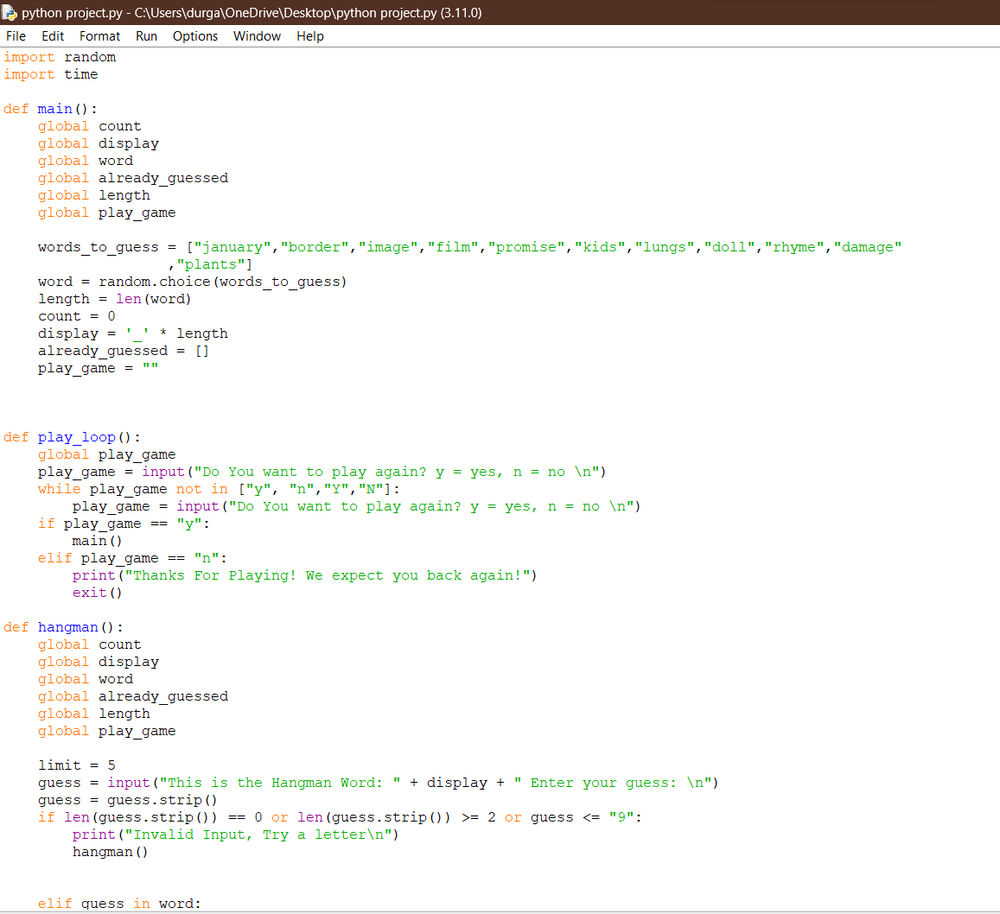 python project.py - C:\Users\durga\OneDrive\Desktop\python project.py (3.11.0)
File Edit Format Run Options Window Help
import random
import time

def main():
    global count
    global display
    global word
    global already_guessed
    global length
    global play_game

    words_to_guess = ["january","border","image","film","promise","kids","lungs","doll","rhyme","damage"
                   ,"plants"]
    word = random.choice(words_to_guess)
    length = len(word)
    count = 0
    display = '_' * length
    already_guessed = []
    play_game = ""



def play_loop():
    global play_game
    play_game = input("Do You want to play again? y = yes, n = no \n")
    while play_game not in ["y", "n","Y","N"]:
        play_game = input("Do You want to play again? y = yes, n = no \n")
    if play_game == "y":
        main()
    elif play_game == "n":
        print("Thanks For Playing! We expect you back again!")
        exit()

def hangman():
    global count
    global display
    global word
    global already_guessed
    global length
    global play_game

    limit = 5
    guess = input("This is the Hangman Word: " + display + " Enter your guess: \n")
    guess = guess.strip()
    if len(guess.strip()) == 0 or len(guess.strip()) >= 2 or guess <= "9":
        print("Invalid Input, Try a letter\n")
        hangman()


    elif guess in word: